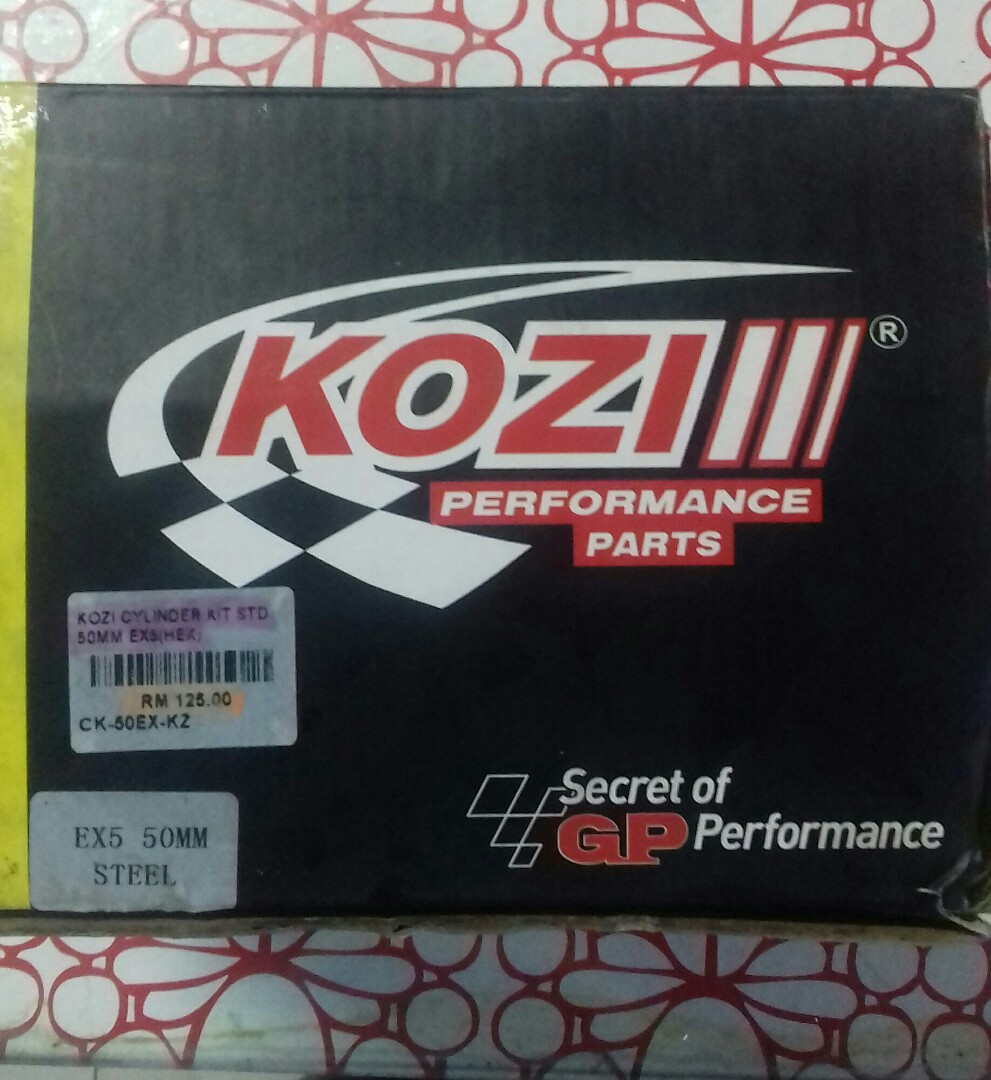 KOZI ®
PERFORMANCE
PARTS
KOZI CYLINDER KIT STD
50MM EX5(HEK)
RM 125.00
CK-50EX-KZ
EX5 50MM
STEEL
Secret of
GP Performance